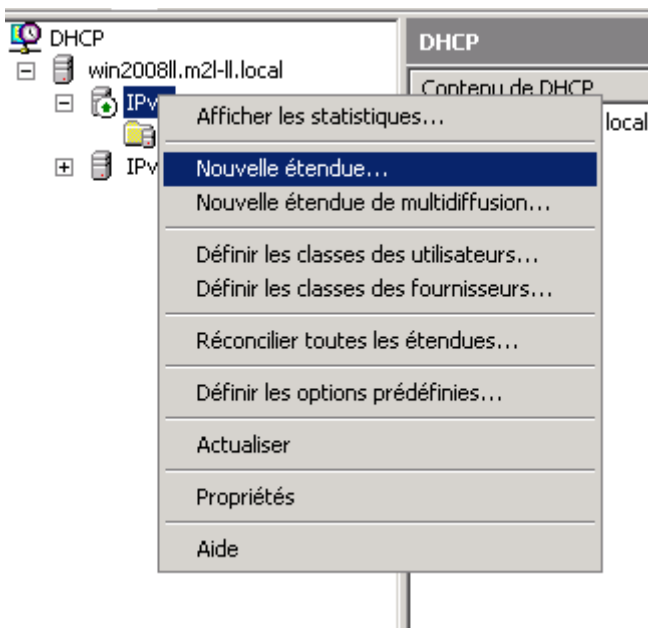 DHCP
DHCP
win2008ll.m2l-ll.local
Contenu de DHCP
local
Afficher les statistiques...
Nouvelle étendue...
Nouvelle étendue de multidiffusion...
Définir les classes des utilisateurs...
Définir les classes des fournisseurs...
Réconcilier toutes les étendues...
Définir les options prédéfinies...
Actualiser
Propriétés
Aide